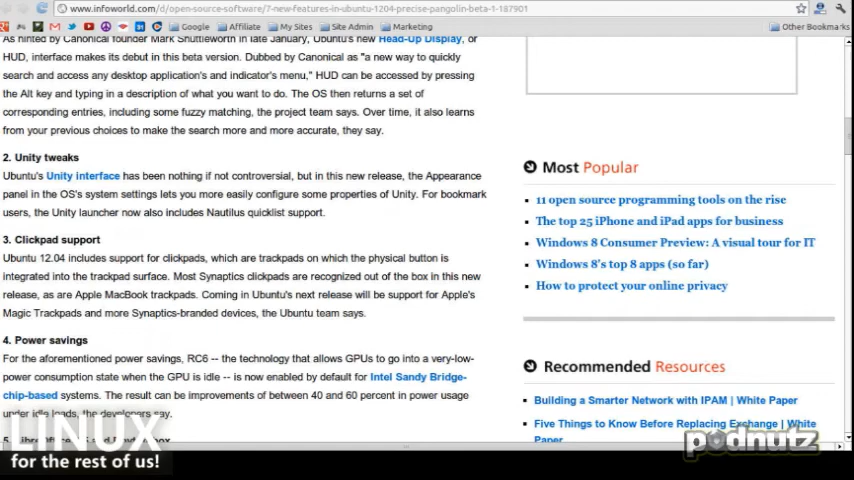 www.infoworld.com/d/open-source-software/7-new-features-in-ubuntu-1204-precise-pangolin-beta-1-187901
Google Affiliate My Sites Site Admin Marketing Other Bookmarks
As hinted by Canonical founder Mark Shuttleworth in late January, Ubuntu's new Head-Up Display, or
HUD, interface makes its debut in this beta version. Dubbed by Canonical as "a new way to quickly
search and access any desktop application's and indicator's menu," HUD can be accessed by pressing
the Alt key and typing in a description of what you want to do. The OS then returns a set of
corresponding entries, including some fuzzy matching, the project team says. Over time, it also learns
from your previous choices to make the search more and more accurate, they say.
2. Unity tweaks
Ubuntu's Unity interface has been nothing if not controversial, but in this new release, the Appearance
panel in the OS's system settings lets you more easily configure some properties of Unity. For bookmark
users, the Unity launcher now also includes Nautilus quicklist support.
3. Clickpad support
Ubuntu 12.04 includes support for clickpads, which are trackpads on which the physical button is
integrated into the trackpad surface. Most Synaptics clickpads are recognized out of the box in this new
release, as are Apple MacBook trackpads. Coming in Ubuntu's next release will be support for Apple's
Magic Trackpads and more Synaptics-branded devices, the Ubuntu team says.
4. Power savings
For the aforementioned power savings, RC6 -- the technology that allows GPUs to go into a very-low-
power consumption state when the GPU is idle -- is now enabled by default for Intel Sandy Bridge-
chip-based systems. The result can be improvements of between 40 and 60 percent in power usage
under idle loads, the developers say.
Most Popular
11 open source programming tools on the rise
The top 25 iPhone and iPad apps for business
Windows 8 Consumer Preview: A visual tour for IT
Windows 8's top 8 apps (so far)
How to protect your online privacy
Recommended Resources
Building a Smarter Network with IPAM | White Paper
Five Things to Know Before Replacing Exchange | White
Paper
LINUX
for the rest of us!
podnutz